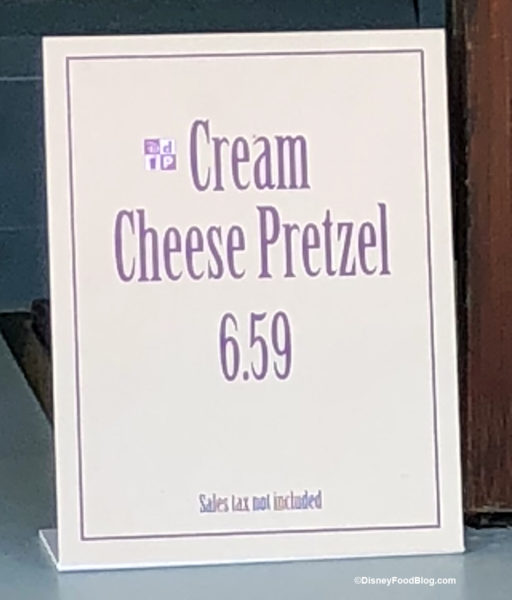 Cream
Cheese Pretzel
6.59
Sales tax not included
©DisneyFoodBlog.com